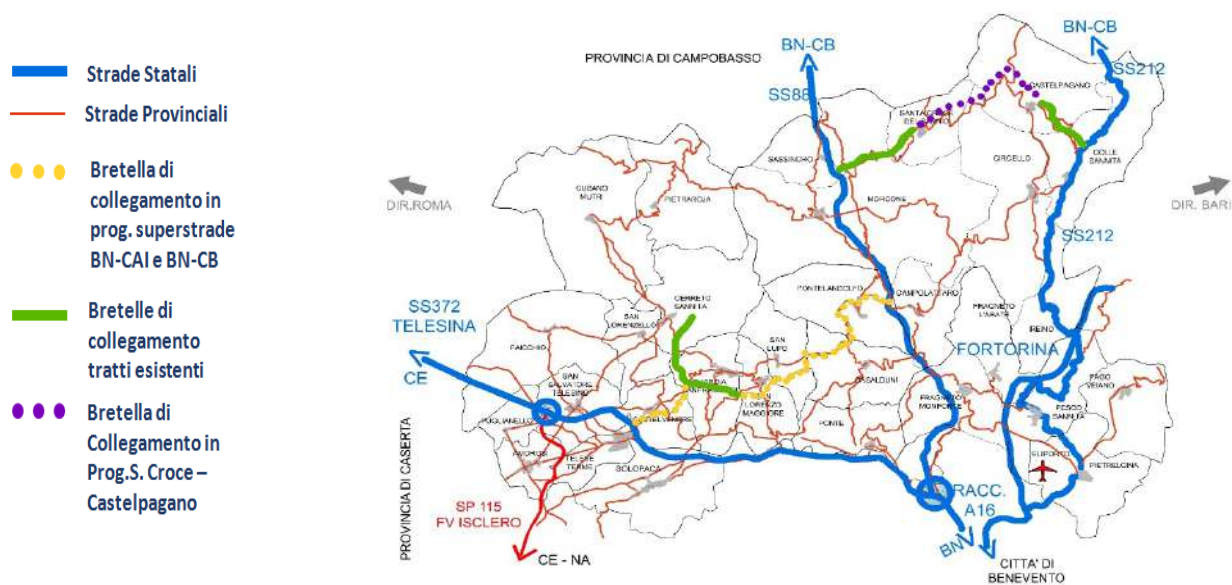 Strade Statali
Strade Provinciali
Bretella di
collegamento in
prog. superstrade
BN-CAI e BN-CB
Bretelle di
collegamento
tratti esistenti
Bretella di
Collegamento in
Prog.S. Croce –
Castelpagano
BN-CB
BN-CB
PROVINCIA DI CAMPOBASSO
SS212
SS88
CASTELPAGANO
SASSINORO
CIRCELLO
COLLE
SANNITA
DIR.ROMA
DIR. BARI
CUSANO
MUTRI
PIETRAROJA
MORCONE
SS212
PONTELANDOLFO
CAMPOLATTARO
SS372
TELESINA
CERRETO
SANNITA
SAN
LORENZELLO
FRAGNETO
L'ABATE
REINO
SAN
LUPO
FORTORINA
FAICCHIO
CE
SAN
SALVATORE
TELESINO
CASALDUNI
PAGO
VEIANO
LORENZO
MAGGIORE
FRAGNETO
MONFORTE
PESCO
SANNITA
PUGLIANELLO
PONTE
AMOROSI
TELESE
TERME
SOLOPACA
ELIPORTO
PIETRELCINA
PROVINCIA DI CASERTA
SP 115
FV ISCLERO
RACC.
A16
BN
CE - NA
CITTA' DI
BENEVENTO